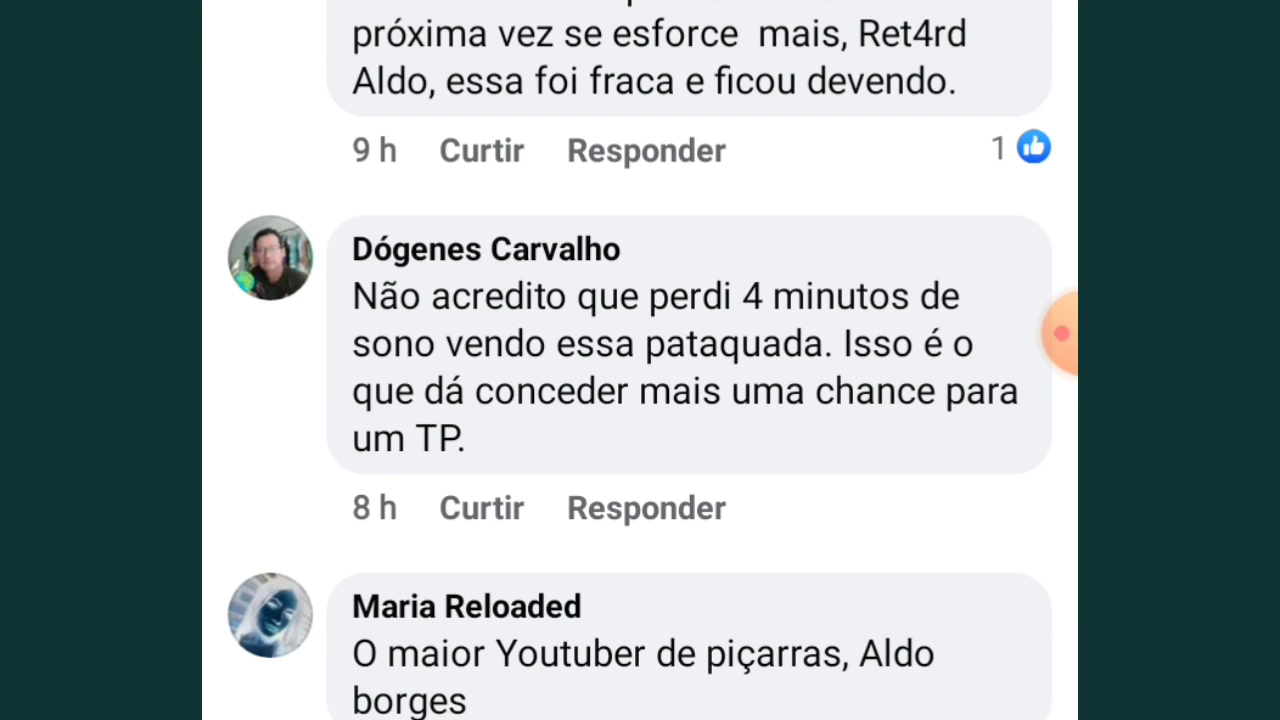 próxima vez se esforce mais, Ret4rd
Aldo, essa foi fraca e ficou devendo.
9 h Curtir Responder 1
Dógenes Carvalho
Não acredito que perdi 4 minutos de
sono vendo essa pataquada. Isso é o
que dá conceder mais uma chance para
um TP.
8 h Curtir Responder
Maria Reloaded
O maior Youtuber de piçarras, Aldo
borges